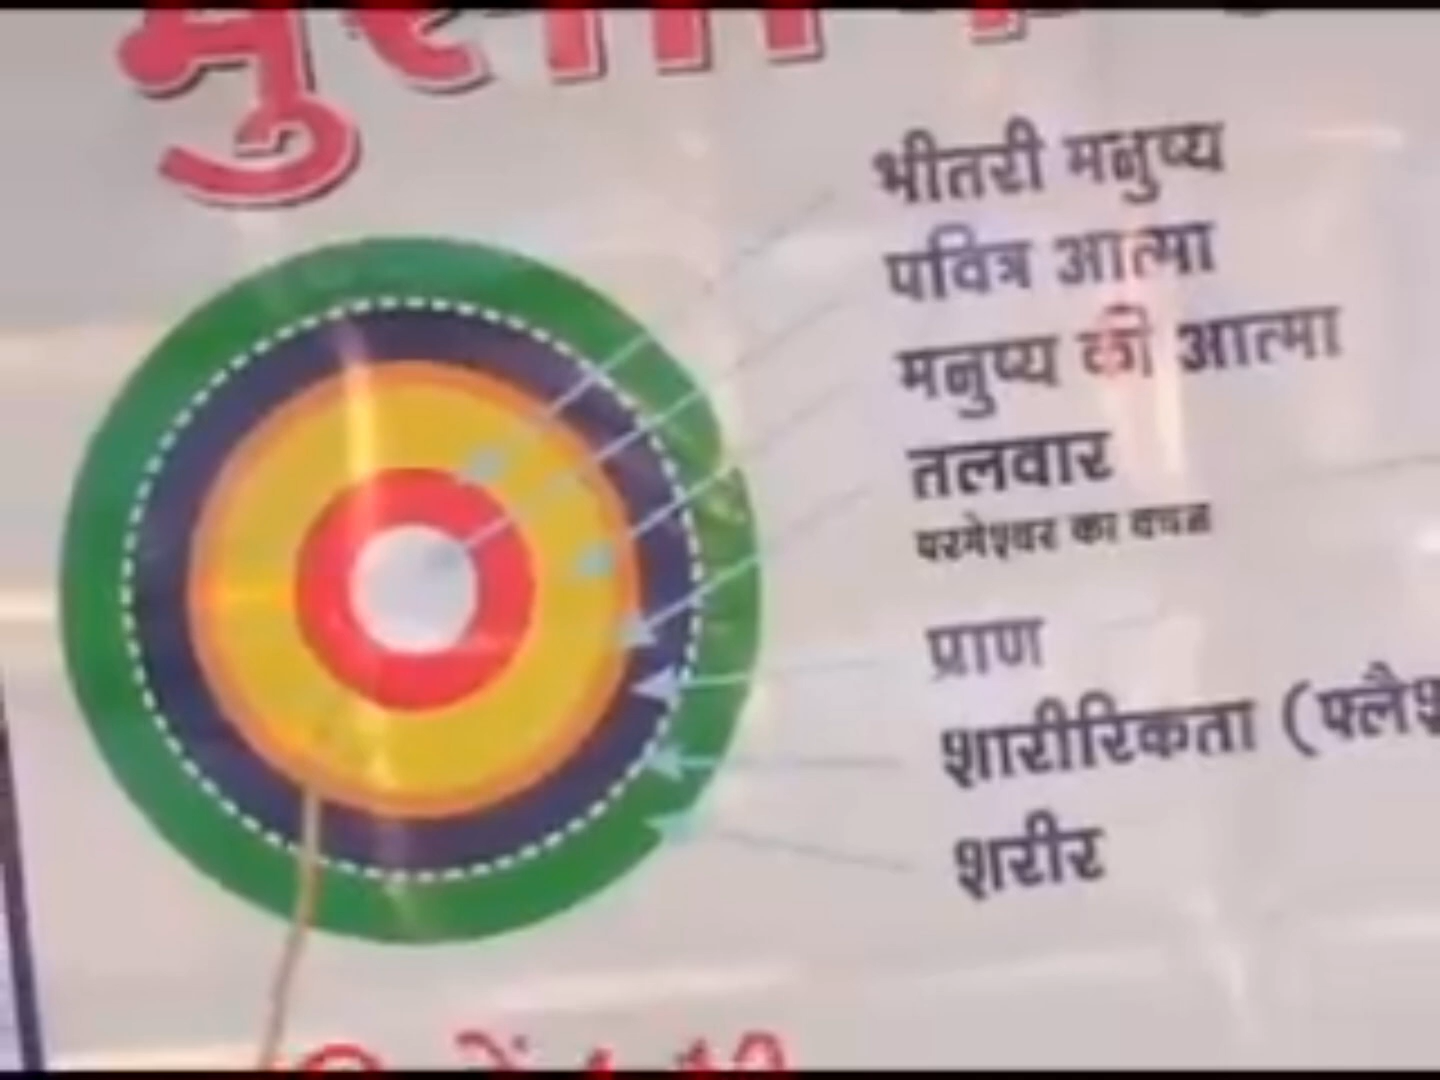 भीतरी मनुष्य
पवित्र आत्मा
मनुष्य की आत्मा
तलवार
परमेश्वर का वचन
प्राण
शारीरिकता
शरीर